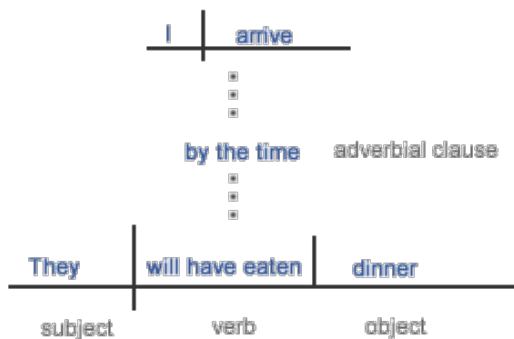 I arrive
by the time adverbial clause
They will have eaten dinner
subject verb object